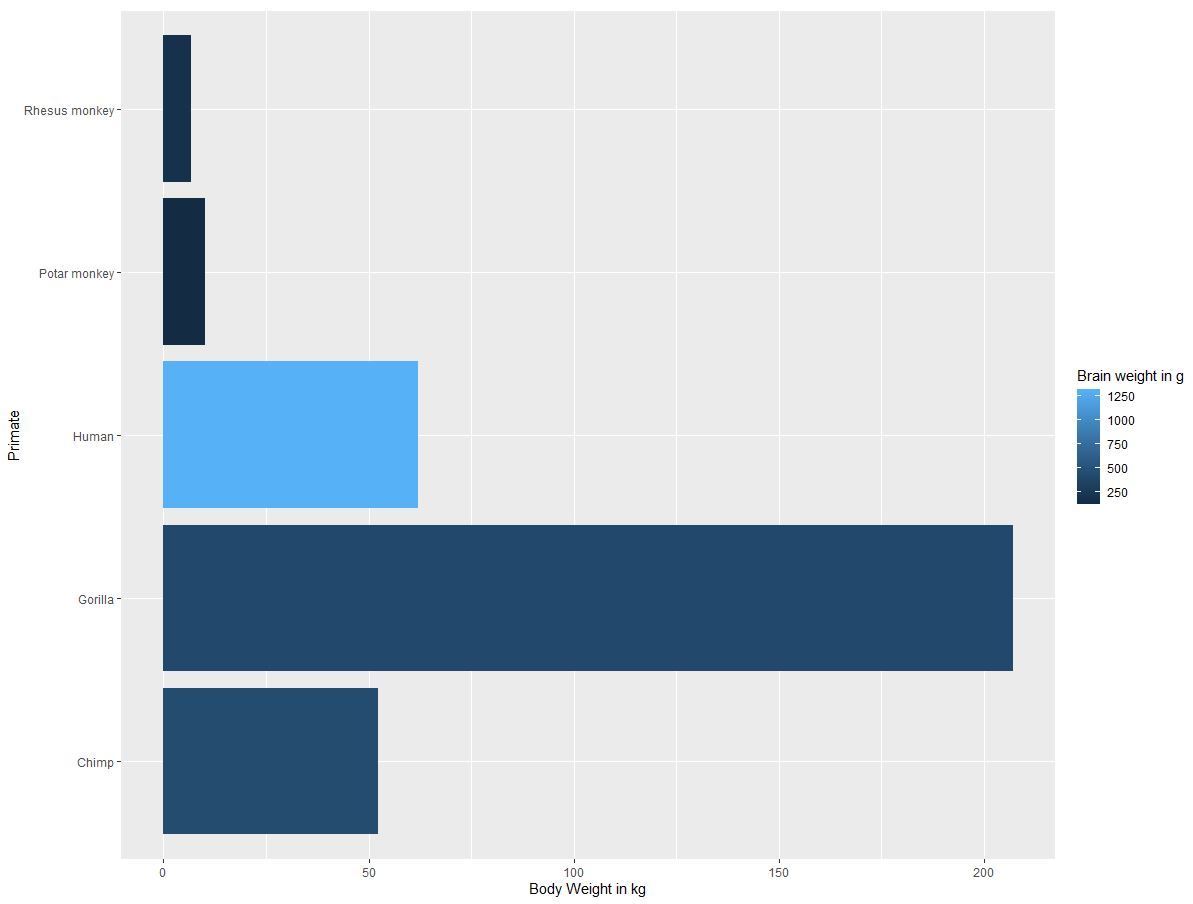 Rhesus monkey
Potar monkey
Human
Gorilla
Chimp
Primate
0 50 100 150 200
Body Weight in kg
Brain weight in g
1250
1000
750
500
250